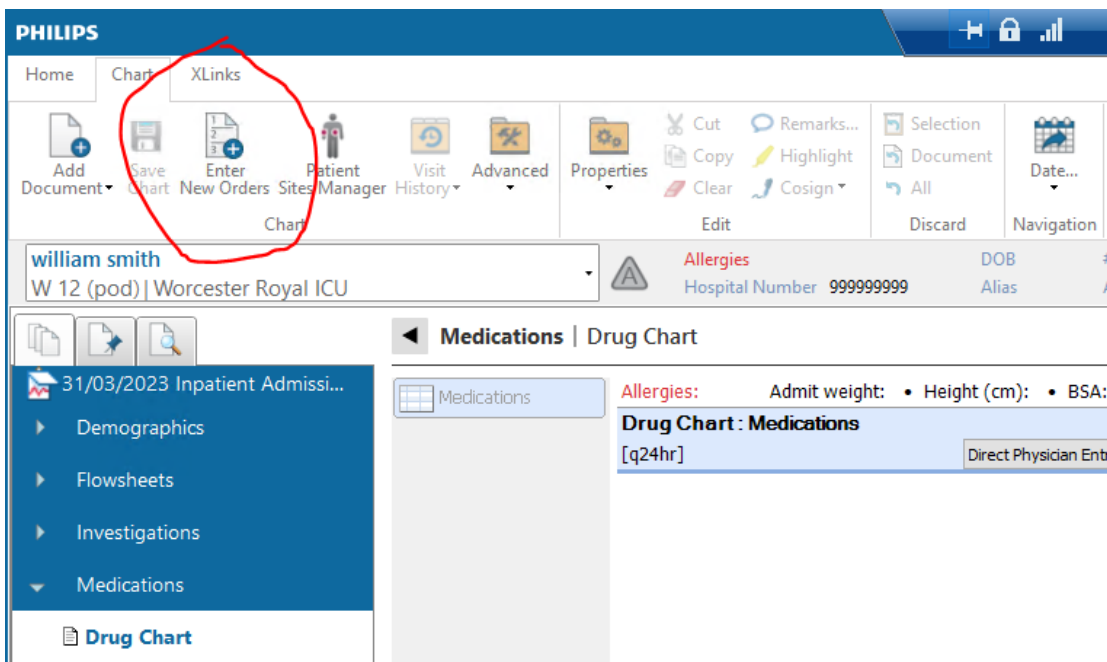 PHILIPS
Home Chart XLinks
Add Document
Save Chart
Enter New Orders
1
2
3
Patient Sites Manager
Visit History
Advanced
Properties
Cut
Copy
Clear
Remarks...
Highlight
Cosign
Selection
Document
All
Date...
Chart
Edit
Discard
Navigation
william smith
W 12 (pod) | Worcester Royal ICU
A
Allergies
Hospital Number 999999999
DOB
Alias
Medications | Drug Chart
31/03/2023 Inpatient Admissi...
Demographics
Flowsheets
Investigations
Medications
Drug Chart
Medications
Allergies: Admit weight: • Height (cm): • BSA:
Drug Chart : Medications
[q24hr]
Direct Physician Ent